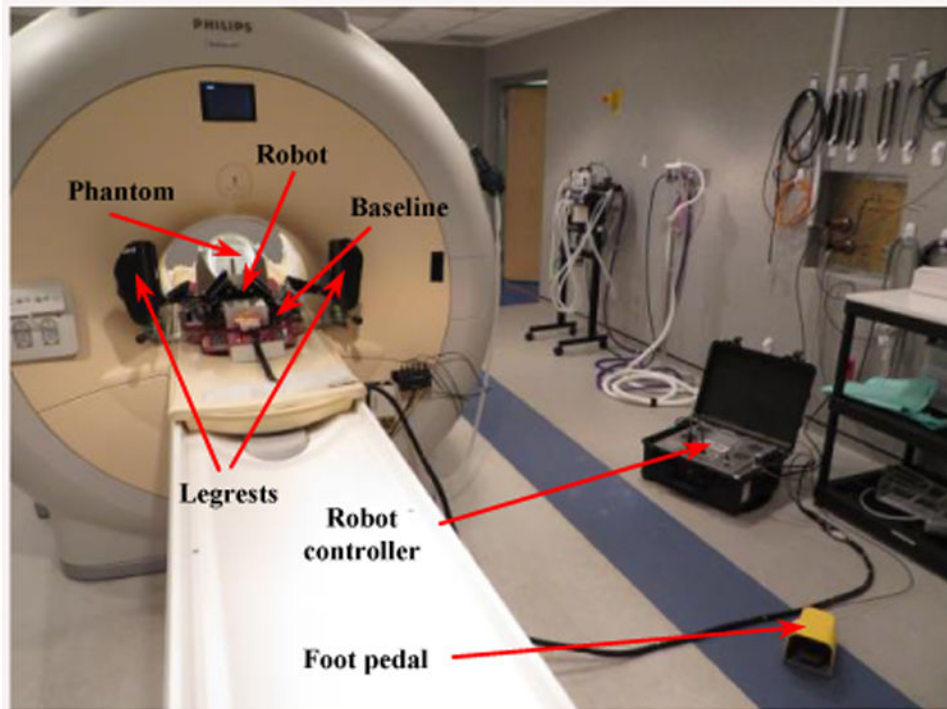 PHILIPS
Robot
Phantom
Baseline
Legrests
Robot
controller
Foot pedal